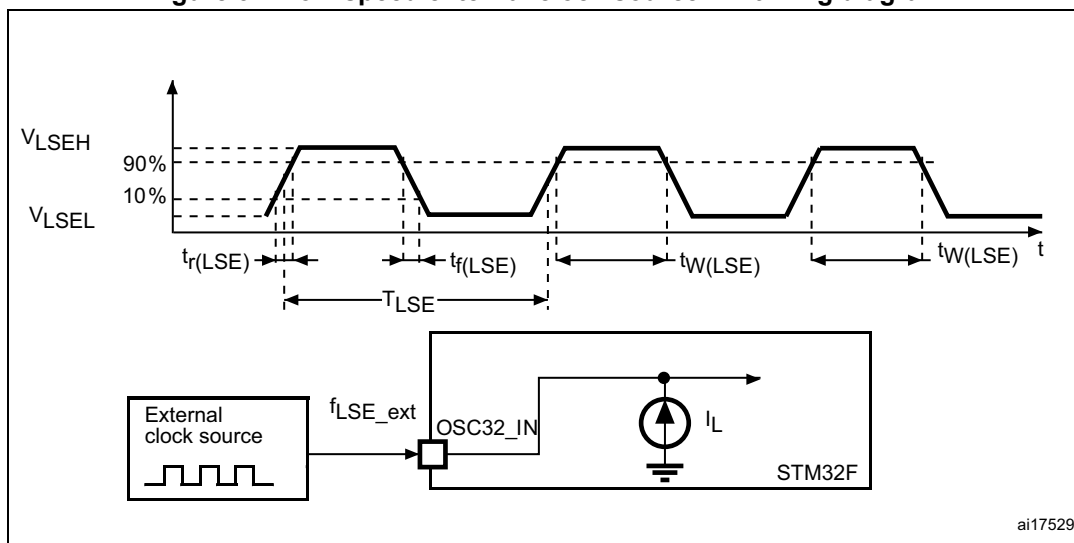 V_LSEH
90%
10%
V_LSEL
t_r(LSE)
t_f(LSE)
t_W(LSE)
t_W(LSE)
t
T_LSE
External
clock source
f_LSE_ext
OSC32_IN
I_L
STM32F
ai17529